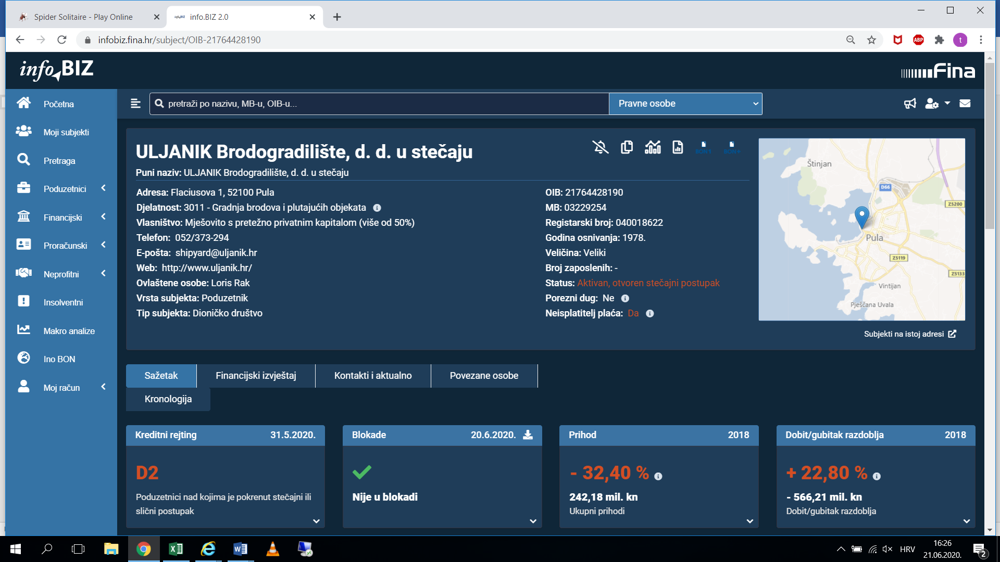 Spider Solitaire - Play Online
info.BIZ 2.0
infobiz.fina.hr/subject/OIB-21764428190
ABP
t
info.BIZ
Fina
Početna
Moji subjekti
Pretraga
Poduzetnici
Financijski
Proračunski
Neprofitni
Insolventni
Makro analize
Ino BON
Moj račun
pretraži po nazivu, MB-u, OIB-u...
Pravne osobe
ULJANIK Brodogradilište, d. d. u stečaju
BON1
BON+
Puni naziv: ULJANIK Brodogradilište, d. d. u stečaju
Adresa: Flaciusova 1, 52100 Pula
Djelatnost: 3011 - Gradnja brodova i plutajućih objekata
Vlasništvo: Mješovito s pretežno privatnim kapitalom (više od 50%)
Telefon: 052/373-294
E-pošta: shipyard@uljanik.hr
Web: http://www.uljanik.hr/
Ovlaštene osobe: Loris Rak
Vrsta subjekta: Poduzetnik
Tip subjekta: Dioničko društvo
OIB: 21764428190
MB: 03229254
Registarski broj: 040018622
Godina osnivanja: 1978.
Veličina: Veliki
Broj zaposlenih: -
Status: Aktivan, otvoren stečajni postupak
Porezni dug: Ne
Neisplatitelj plaća: Da
Štinjan
D66
Z5200
Pula
Z5119
Z5133
Vintijan
Pješčana Uvala
Subjekti na istoj adresi
Sažetak
Financijski izvještaj
Kontakti i aktualno
Povezane osobe
Kronologija
Kreditni rejting 31.5.2020.
D2
Poduzetnici nad kojima je pokrenut stečajni ili
slični postupak
Blokade 20.6.2020.
Nije u blokadi
Prihod 2018
- 32,40 %
242,18 mil. kn
Ukupni prihodi
Dobit/gubitak razdoblja 2018
+ 22,80 %
- 566,21 mil. kn
Dobit/gubitak razdoblja
HRV
16:26
21.06.2020.
2